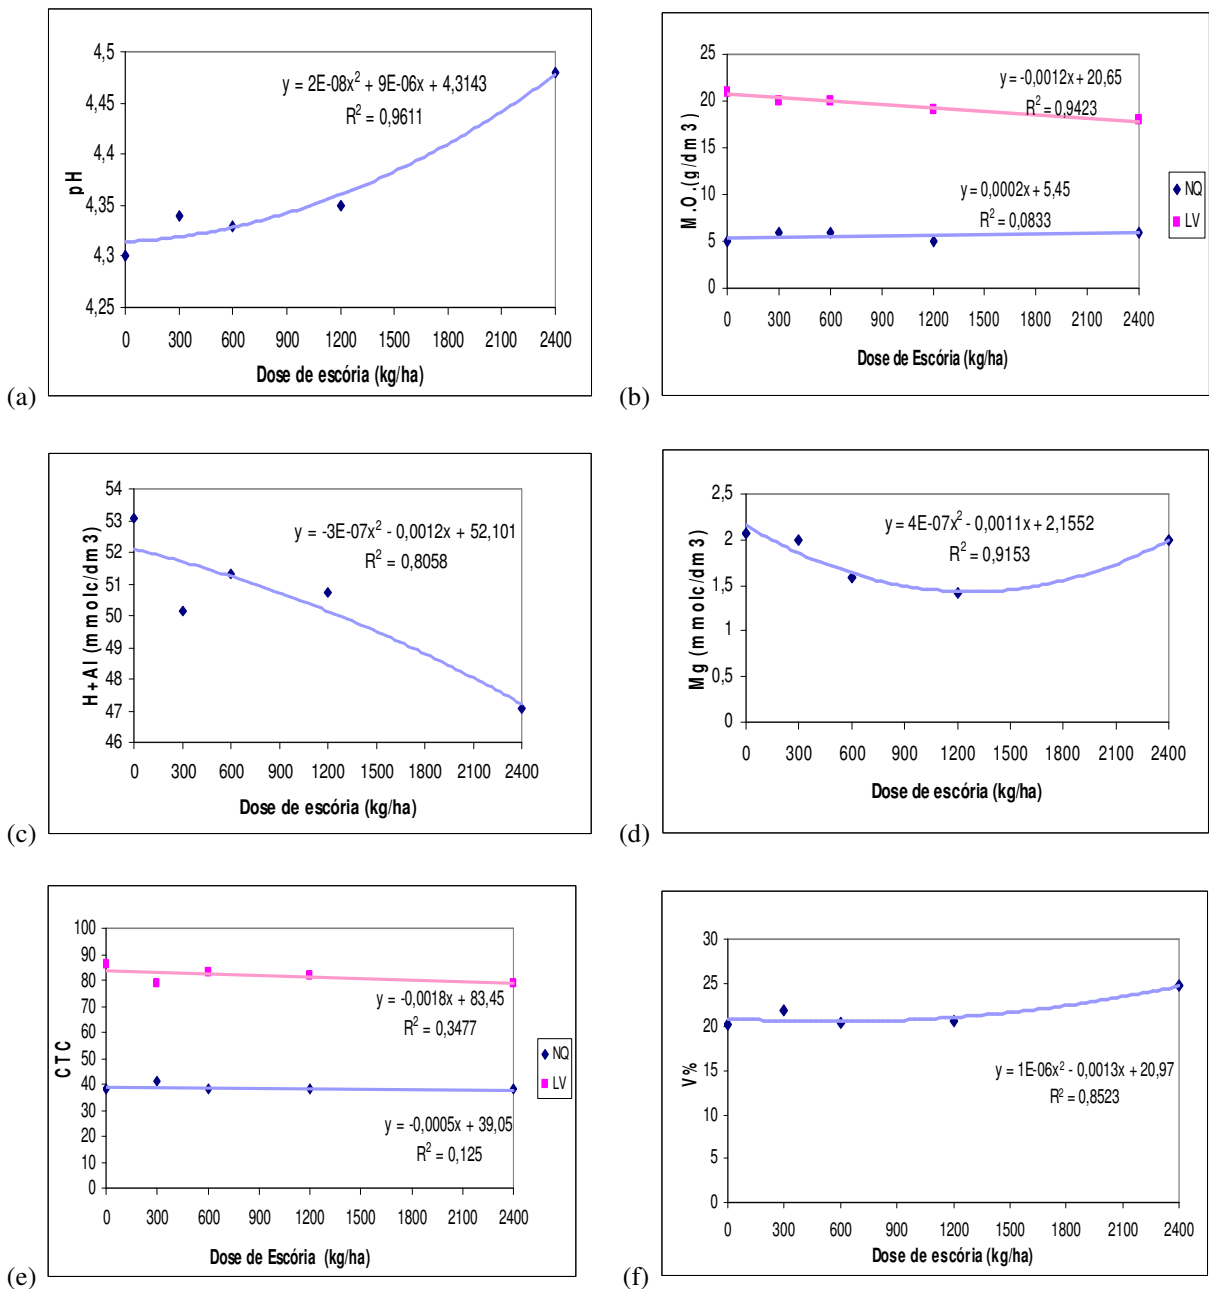 4,5
4,45
4,4
4,35
4,3
4,25
pH
y = 2E-08x² + 9E-06x + 4,3143
R² = 0,9611
0 300 600 900 1200 1500 1800 2100 2400
Dose de escória (kg/ha)
(a)
25
20
15
10
5
0
M.O.(g/dm3)
y = -0,0012x + 20,65
R² = 0,9423
y = 0,0002x + 5,45
R² = 0,0833
NQ
LV
0 300 600 900 1200 1500 1800 2100 2400
Dose de Escória (kg/ha)
(b)
54
53
52
51
50
49
48
47
46
H+Al (mmolc/dm3)
y = -3E-07x² - 0,0012x + 52,101
R² = 0,8058
0 300 600 900 1200 1500 1800 2100 2400
Dose de escória (kg/ha)
(c)
2,5
2
1,5
1
0,5
0
Mg (mmolc/dm3)
y = 4E-07x² - 0,0011x + 2,1552
R² = 0,9153
0 300 600 900 1200 1500 1800 2100 2400
Dose de escória (kg/ha)
(d)
100
90
80
70
60
50
40
30
20
10
0
CTC
y = -0,0018x + 83,45
R² = 0,3477
y = -0,0005x + 39,05
R² = 0,125
NQ
LV
0 300 600 900 1200 1500 1800 2100 2400
Dose de Escória (kg/ha)
(e)
30
25
20
15
10
5
0
V%
y = 1E-06x² - 0,0013x + 20,97
R² = 0,8523
0 300 600 900 1200 1500 1800 2100 2400
Dose de escória (kg/ha)
(f)